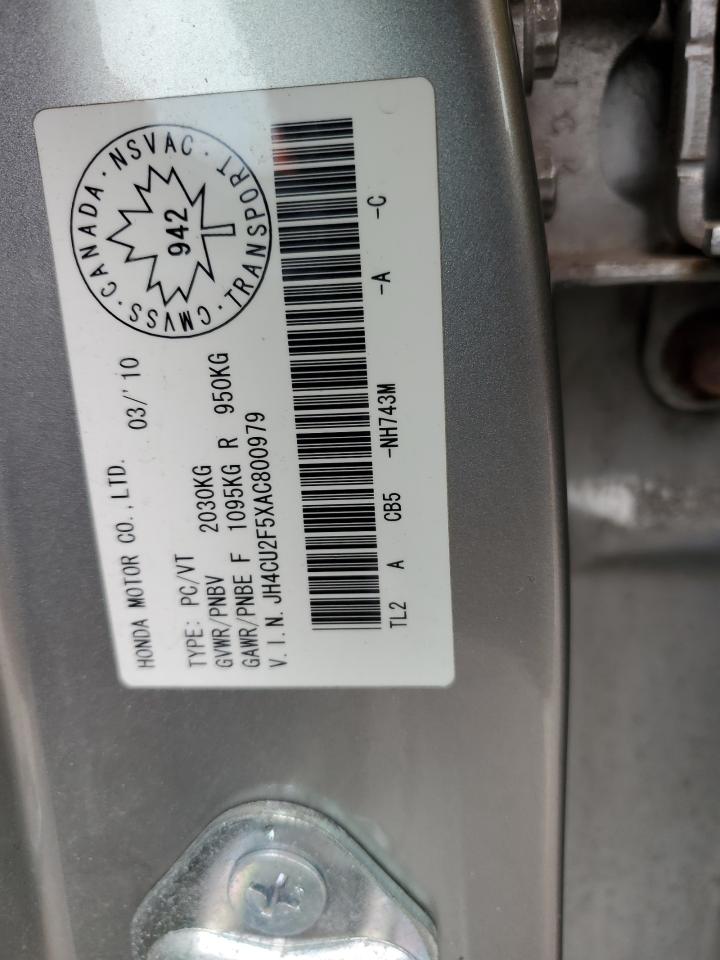 HONDA MOTOR CO.,LTD. 03/'10
TYPE: PC/VT
GVWR/PNBV 2030KG
GAWR/PNBE F 1095KG R 950KG
V.I.N. JH4CU2F5XAC800979
CANADA · NSVAC · TRANSPORT · CMVSS ·
942
TL2 A CB5 -NH743M -A -C